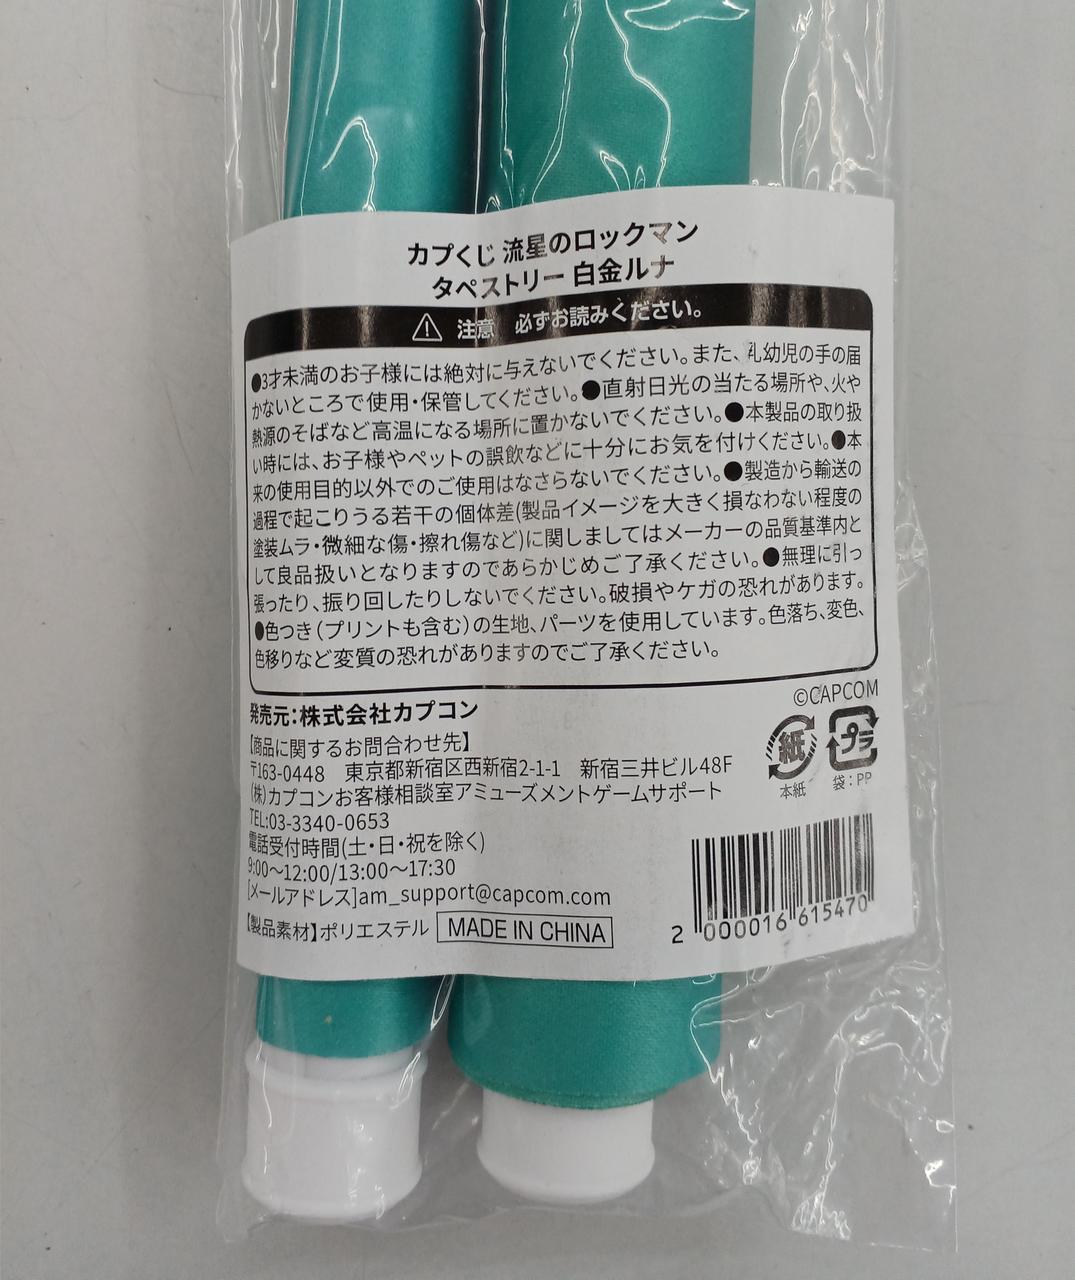 カプくじ 流星のロックマン
タペストリー 白金ルナ
注意 必ずお読みください。
●3才未満のお子様には絶対に与えないでください。また、乳幼児の手の届
かないところで使用・保管してください。●直射日光の当たる場所や、火や
熱源のそばなど高温になる場所に置かないでください。●本製品の取り扱
い時には、お子様やペットの誤飲などに十分にお気を付けください。●本
来の使用目的以外でのご使用はなさらないでください。●製造から輸送の
過程で起こりうる若干の個体差(製品イメージを大きく損なわない程度の
塗装ムラ・微細な傷・擦れ傷など)に関しましてはメーカーの品質基準内と
して良品扱いとなりますのであらかじめご了承ください。●無理に引っ
張ったり、振り回したりしないでください。破損やケガの恐れがあります。
●色つき(プリントも含む)の生地、パーツを使用しています。色落ち、変色、
色移りなど変質の恐れがありますのでご了承ください。
©CAPCOM
発売元:株式会社カプコン
【商品に関するお問合わせ先】
〒163-0448 東京都新宿区西新宿2-1-1 新宿三井ビル48F
(株)カプコンお客様相談室アミューズメントゲームサポート
TEL:03-3340-0653
電話受付時間(土・日・祝を除く)
9:00～12:00/13:00～17:30
[メールアドレス]am_support@capcom.com
【製品素材】ポリエステル MADE IN CHINA
紙
プラ
本紙
袋:PP
2 000016 615470